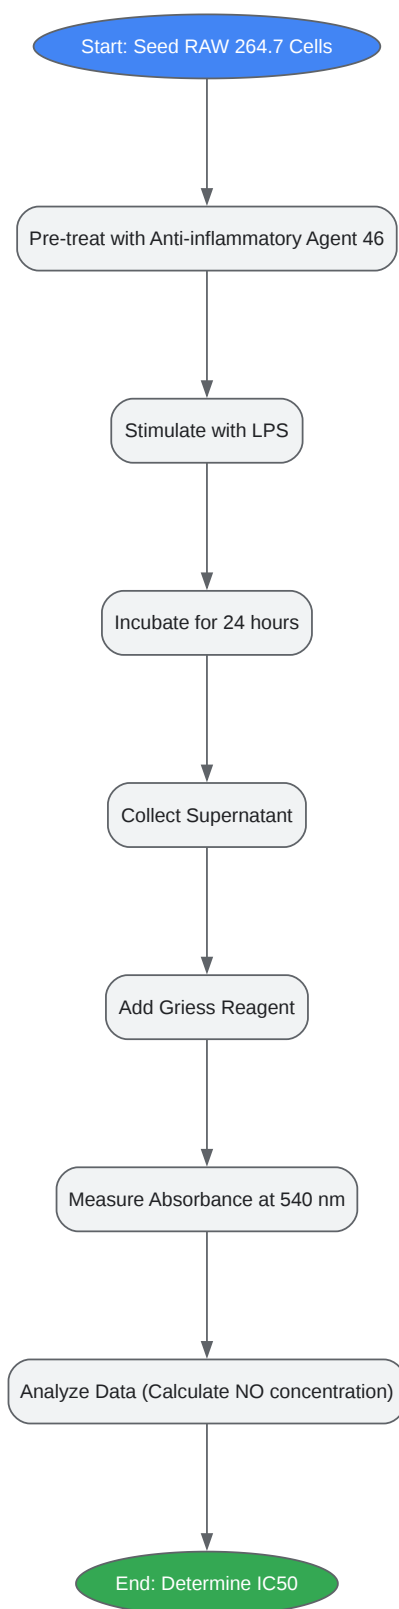 Start: Seed RAW 264.7 Cells
Pre-treat with Anti-inflammatory Agent 46
Stimulate with LPS
Incubate for 24 hours
Collect Supernatant
Add Griess Reagent
Measure Absorbance at 540 nm
Analyze Data (Calculate NO concentration)
End: Determine IC50